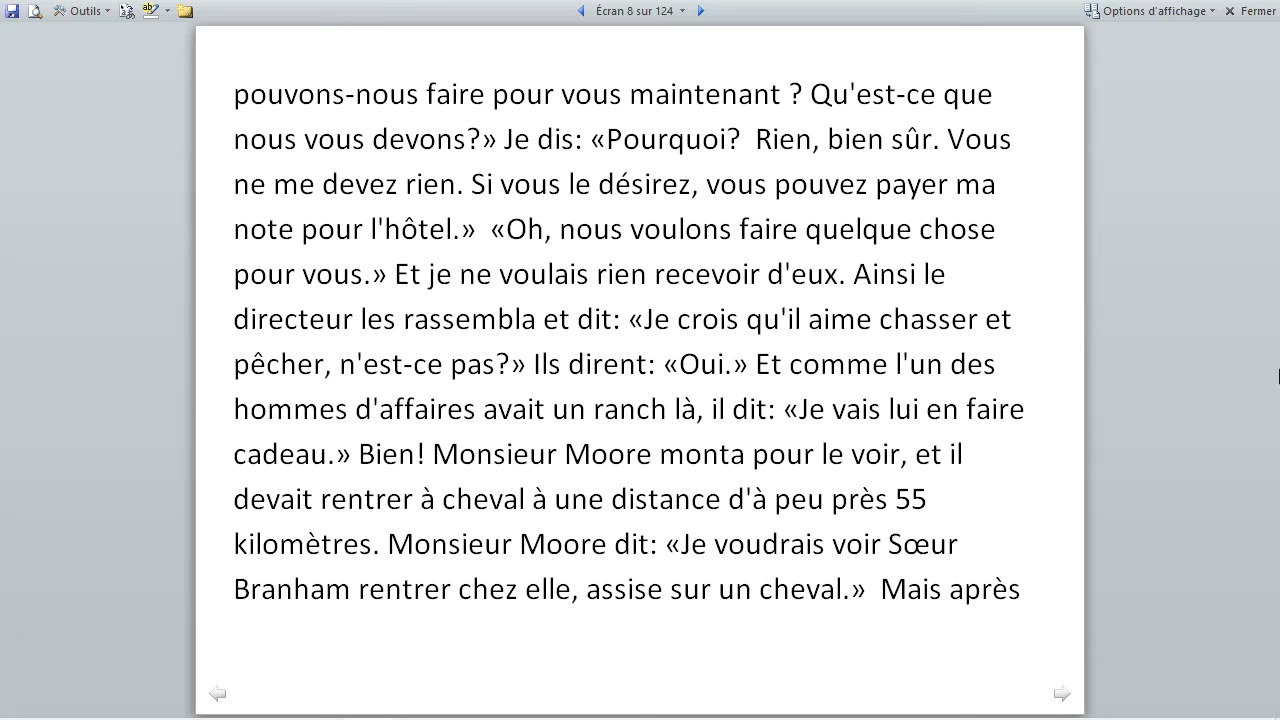 Outils
Écran 8 sur 124
Options d'affichage
Fermer
pouvons-nous faire pour vous maintenant ? Qu'est-ce que
nous vous devons?» Je dis: «Pourquoi?  Rien, bien sûr. Vous
ne me devez rien. Si vous le désirez, vous pouvez payer ma
note pour l'hôtel.»  «Oh, nous voulons faire quelque chose
pour vous.» Et je ne voulais rien recevoir d'eux. Ainsi le
directeur les rassembla et dit: «Je crois qu'il aime chasser et
pêcher, n'est-ce pas?» Ils dirent: «Oui.» Et comme l'un des
hommes d'affaires avait un ranch là, il dit: «Je vais lui en faire
cadeau.» Bien! Monsieur Moore monta pour le voir, et il
devait rentrer à cheval à une distance d'à peu près 55
kilomètres. Monsieur Moore dit: «Je voudrais voir Sœur
Branham rentrer chez elle, assise sur un cheval.»  Mais après